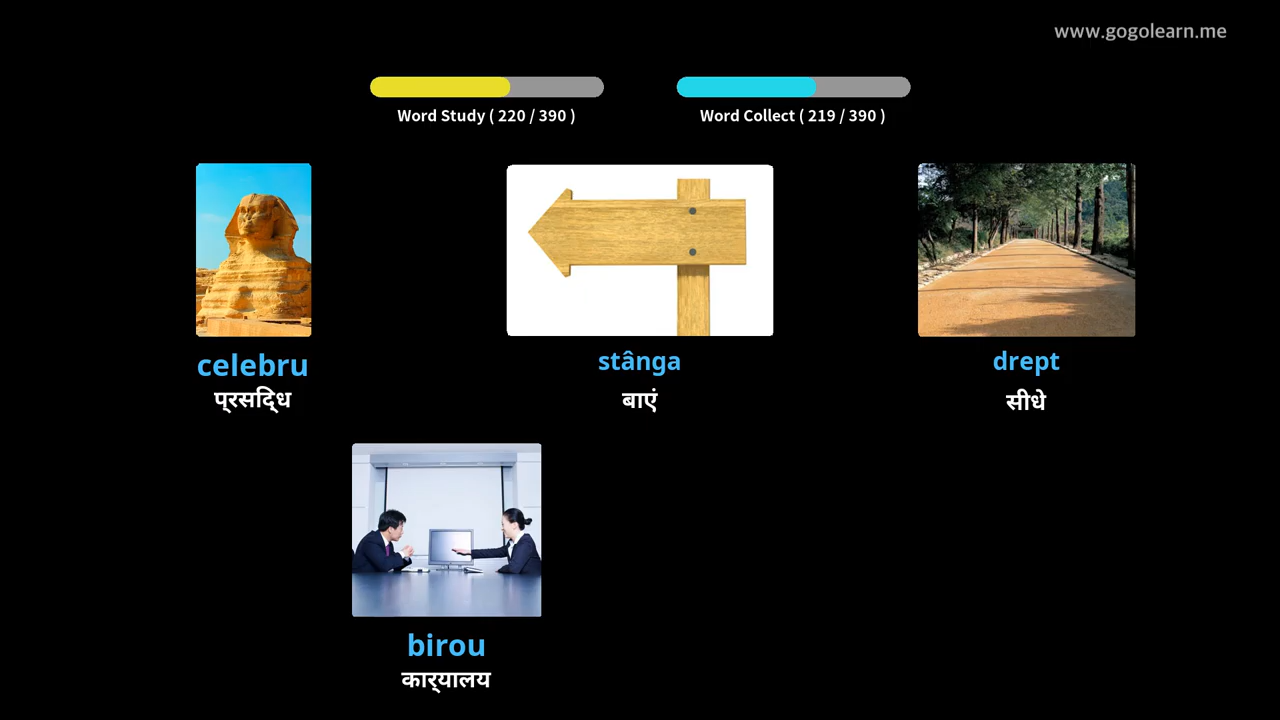 www.gogolearn.me
Word Study ( 220 / 390 )
Word Collect ( 219 / 390 )
celebru
प्रसिद्धि
stânga
बाएं
drept
सीधे
birou
कार्यालय